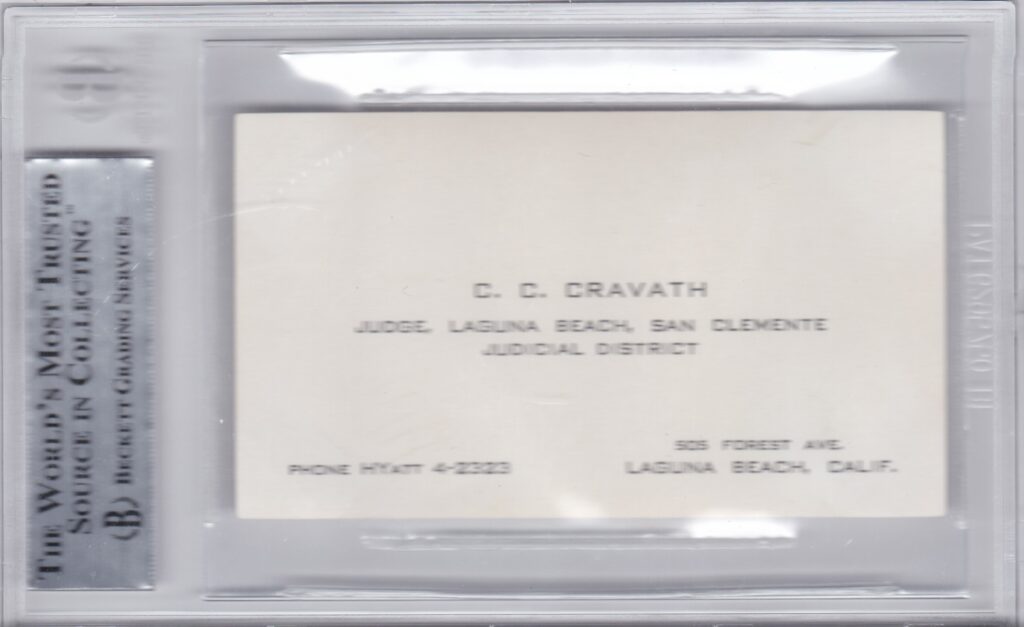 THE WORLD'S MOST TRUSTED
SOURCE IN COLLECTING™
BECKETT GRADING SERVICES
C. C. CRAVATH
JUDGE, LAGUNA BEACH, SAN CLEMENTE
JUDICIAL DISTRICT
PHONE HYATT 4-2323
505 FOREST AVE.
LAGUNA BEACH, CALIF.